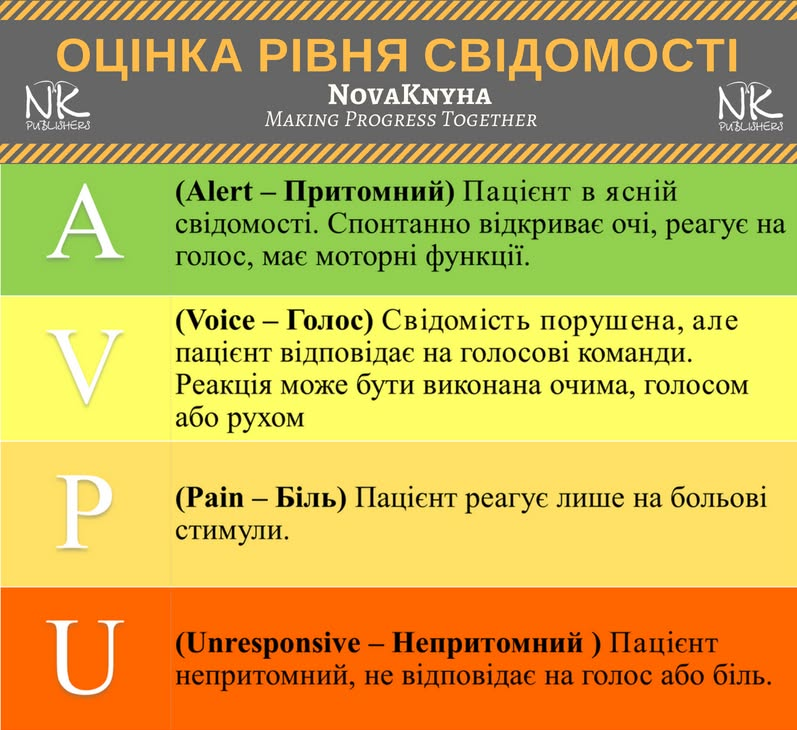 ОЦІНКА РІВНЯ СВІДОМОСТІ
NovaKnyha
Making Progress Together
NK
PUBLISHERS
NK
PUBLISHERS
A
(Alert – Притомний) Пацієнт в ясній
свідомості. Спонтанно відкриває очі, реагує на
голос, має моторні функції.
V
(Voice – Голос) Свідомість порушена, але
пацієнт відповідає на голосові команди.
Реакція може бути виконана очима, голосом
або рухом
P
(Pain – Біль) Пацієнт реагує лише на больові
стимули.
U
(Unresponsive – Непритомний ) Пацієнт
непритомний, не відповідає на голос або біль.